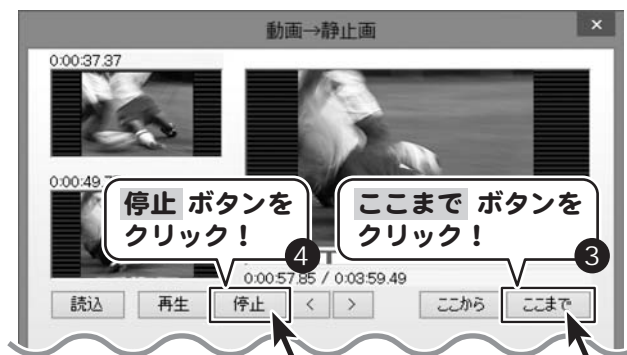 動画→静止画
×
0:00:37.37
0:00:49.7
停止 ボタンを
クリック！
4
ここまで ボタンを
クリック！
3
0:00:57.85 / 0:03:59.49
読込
再生
停止
<
>
ここから
ここまで